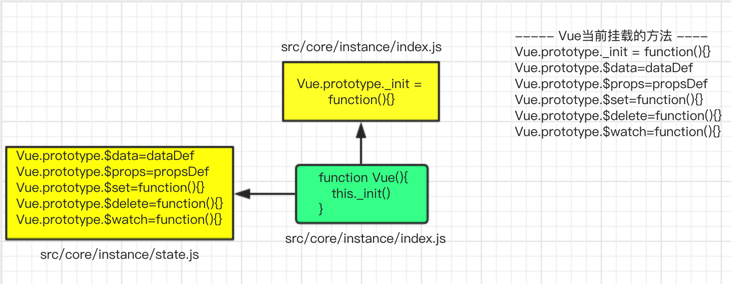 ----- Vue当前挂载的方法 ----
Vue.prototype._init = function(){}
Vue.prototype.$data=dataDef
Vue.prototype.$props=propsDef
Vue.prototype.$set=function(){}
Vue.prototype.$delete=function(){}
Vue.prototype.$watch=function(){}
src/core/instance/index.js
Vue.prototype._init =
function(){}
Vue.prototype.$data=dataDef
Vue.prototype.$props=propsDef
Vue.prototype.$set=function(){}
Vue.prototype.$delete=function(){}
Vue.prototype.$watch=function(){}
src/core/instance/state.js
function Vue(){
this._init()
}
src/core/instance/index.js